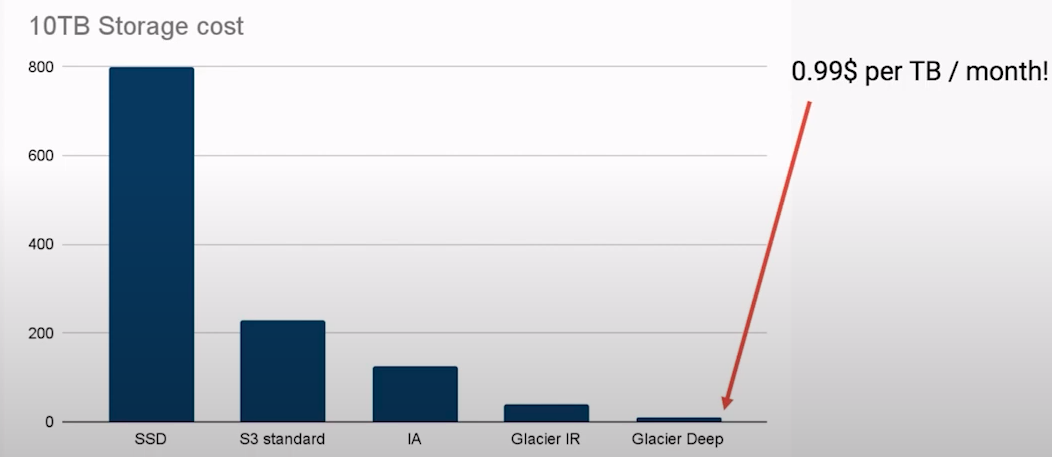 10TB Storage cost
800
0.99$ per TB / month!
600
400
200
0
SSD
S3 standard
IA
Glacier IR
Glacier Deep